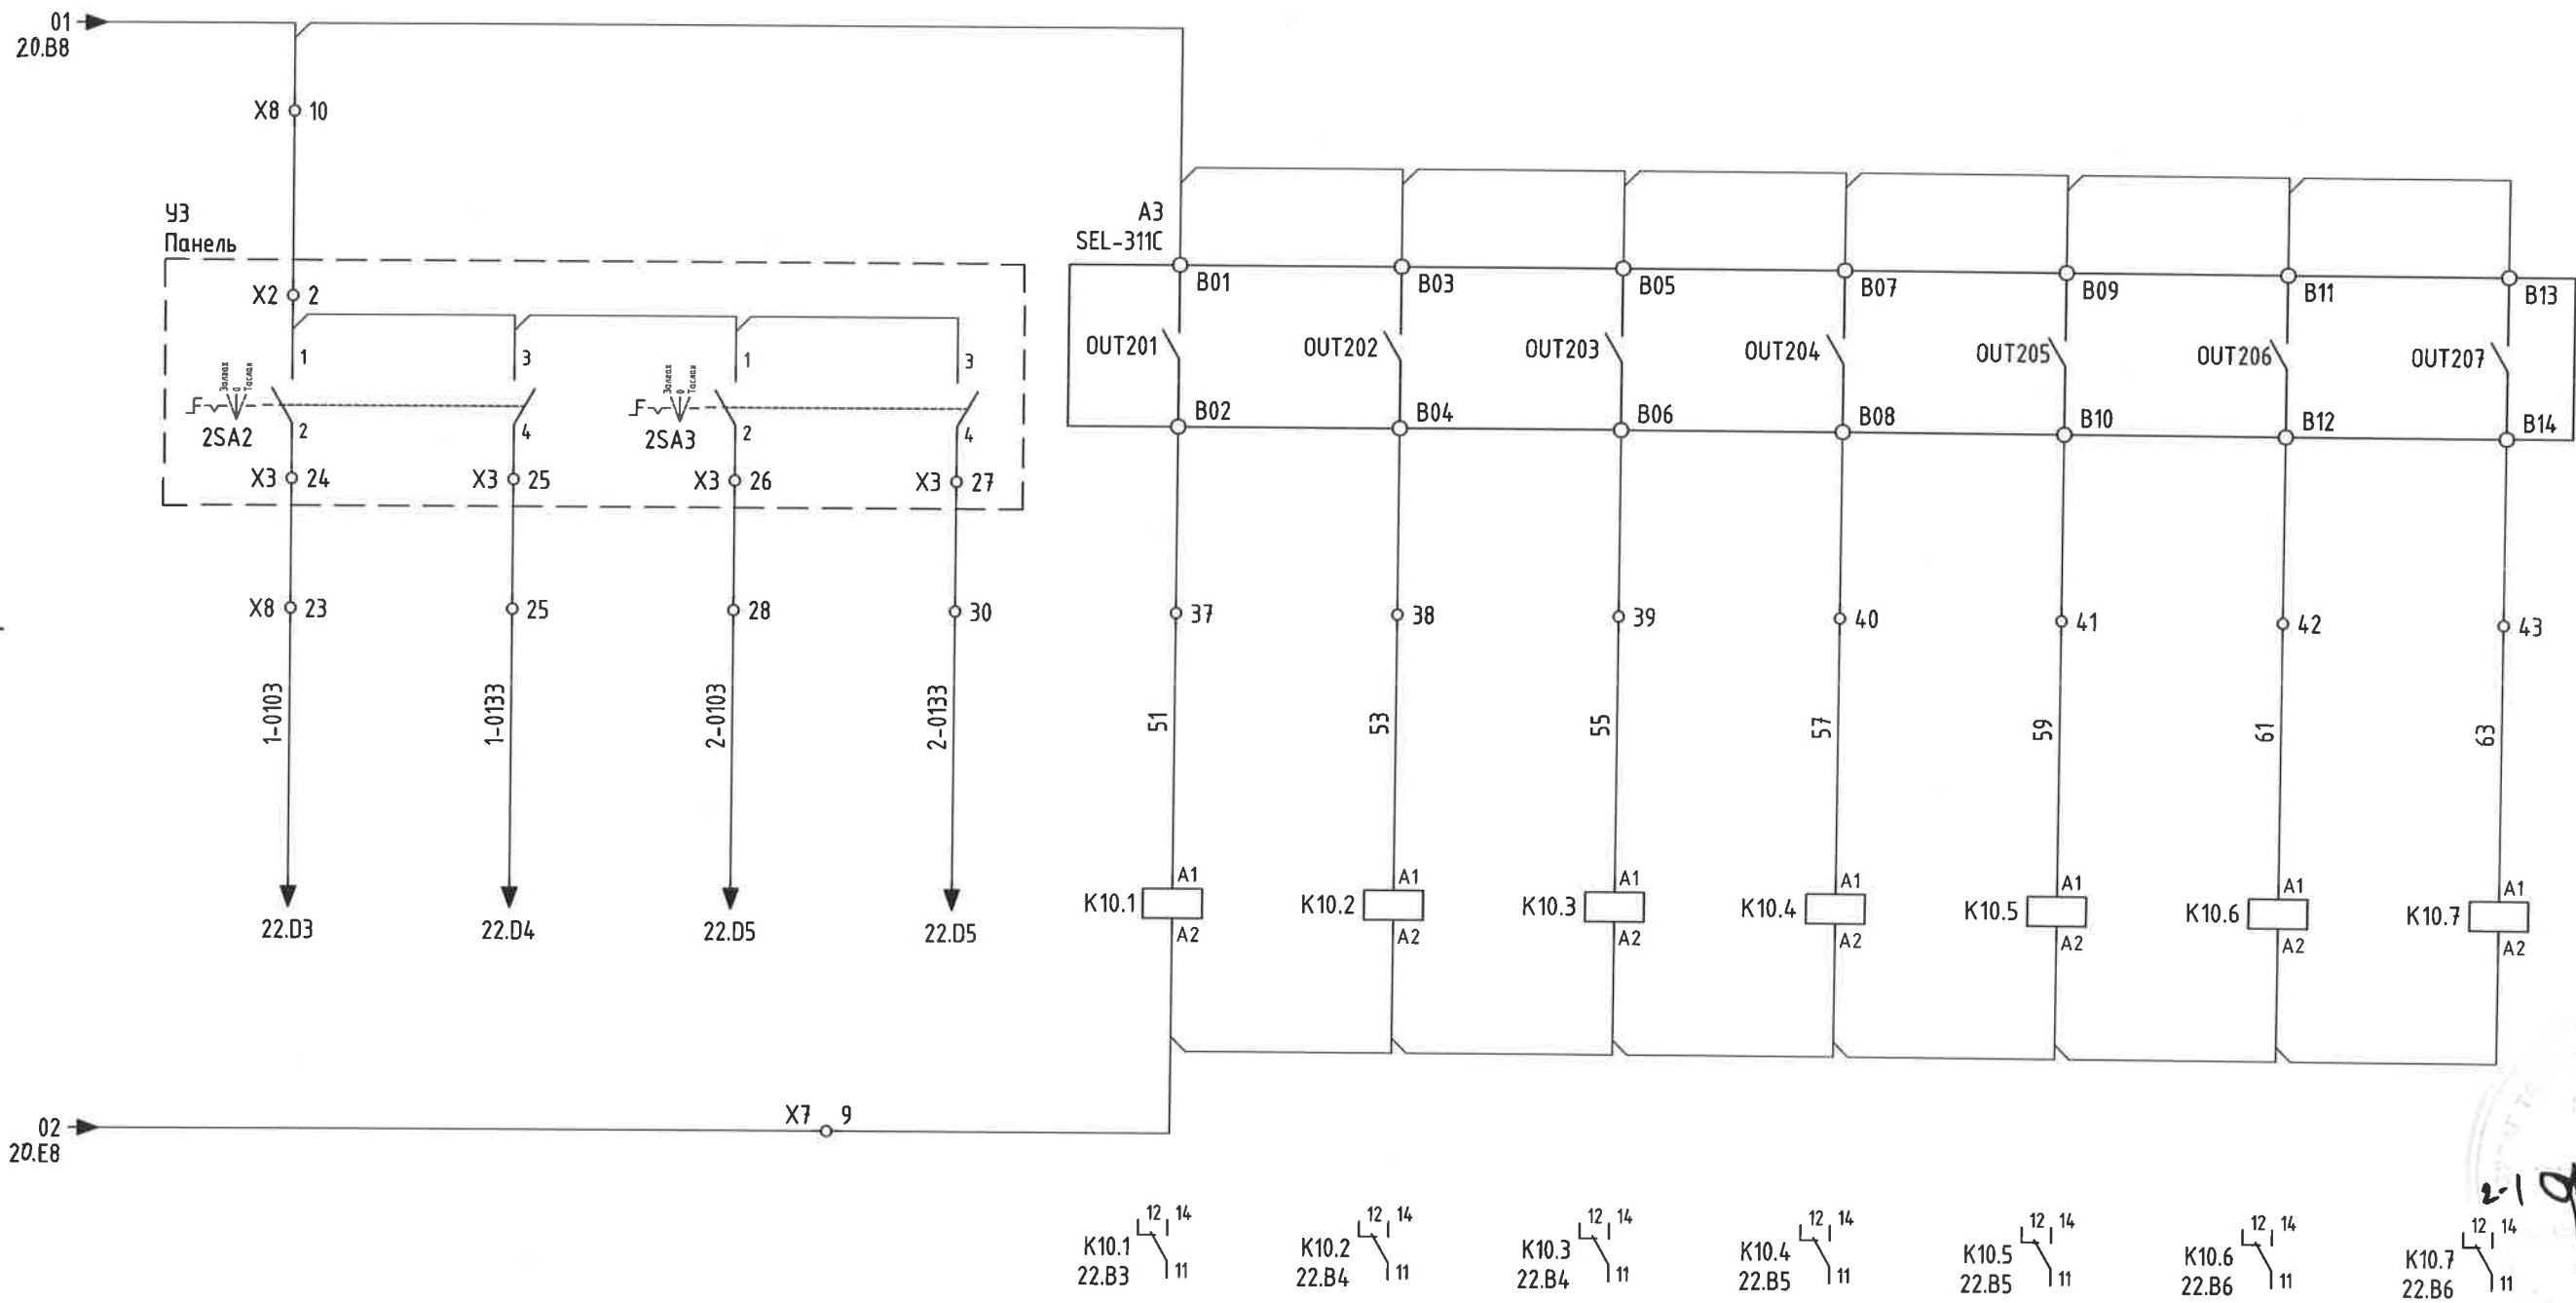 01
20.B8
X8 10
УЗ
Панель
X2 2
1 3 1 3
Залгах
0
Таслах
Залгах
0
Таслах
2SA2 2 4 2SA3 2 4
X3 24 X3 25 X3 26 X3 27
X8 23 25 28 30
1-0103 1-0133 2-0103 2-0133
22.D3 22.D4 22.D5 22.D5
A3
SEL-311C
B01 B03 B05 B07 B09 B11 B13
OUT201 OUT202 OUT203 OUT204 OUT205 OUT206 OUT207
B02 B04 B06 B08 B10 B12 B14
37 38 39 40 41 42 43
51 53 55 57 59 61 63
A1 A1 A1 A1 A1 A1 A1
K10.1 K10.2 K10.3 K10.4 K10.5 K10.6 K10.7
A2 A2 A2 A2 A2 A2 A2
02
20.E8
X7 9
2-1
12 14 12 14 12 14 12 14 12 14 12 14 12 14
K10.1 K10.2 K10.3 K10.4 K10.5 K10.6 K10.7
11 11 11 11 11 11 11
22.B3 22.B4 22.B4 22.B5 22.B5 22.B6 22.B6